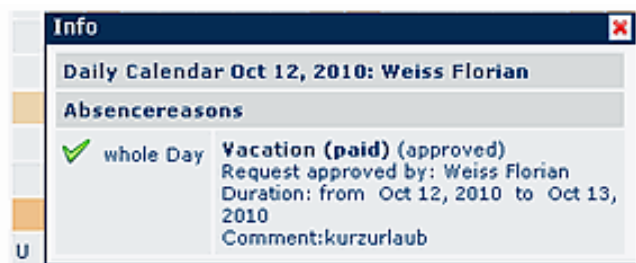 Info
Daily Calendar Oct 12, 2010: Weiss Florian
Absencereasons
whole Day
Vacation (paid) (approved)
Request approved by: Weiss Florian
Duration: from Oct 12, 2010 to Oct 13,
2010
Comment:kurzurlaub
U